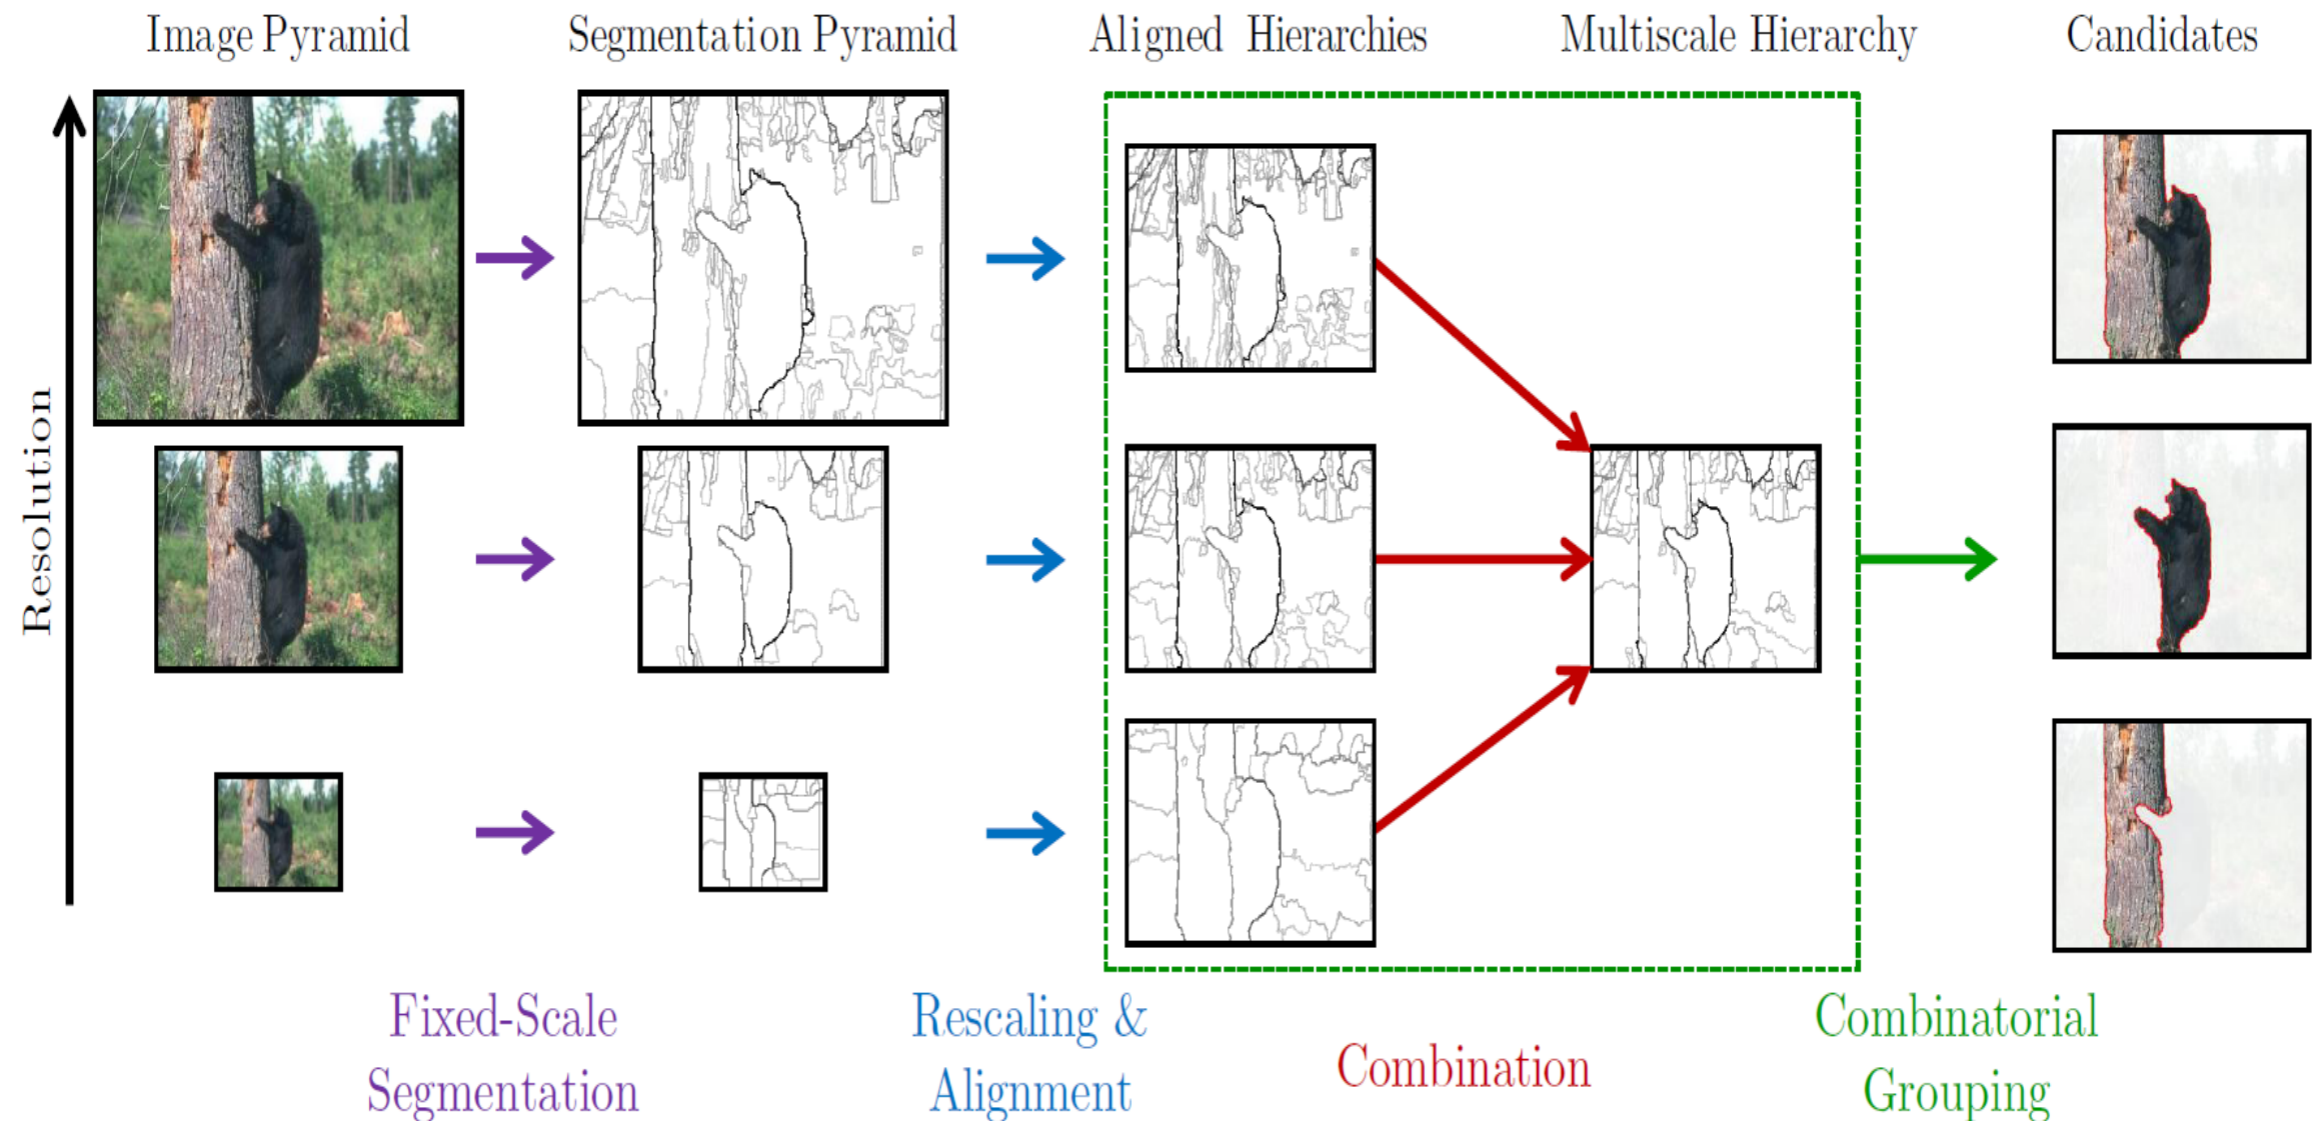 Image Pyramid
Segmentation Pyramid
Aligned Hierarchies
Multiscale Hierarchy
Candidates
Resolution
Fixed-Scale
Segmentation
Rescaling &
Alignment
Combination
Combinatorial
Grouping